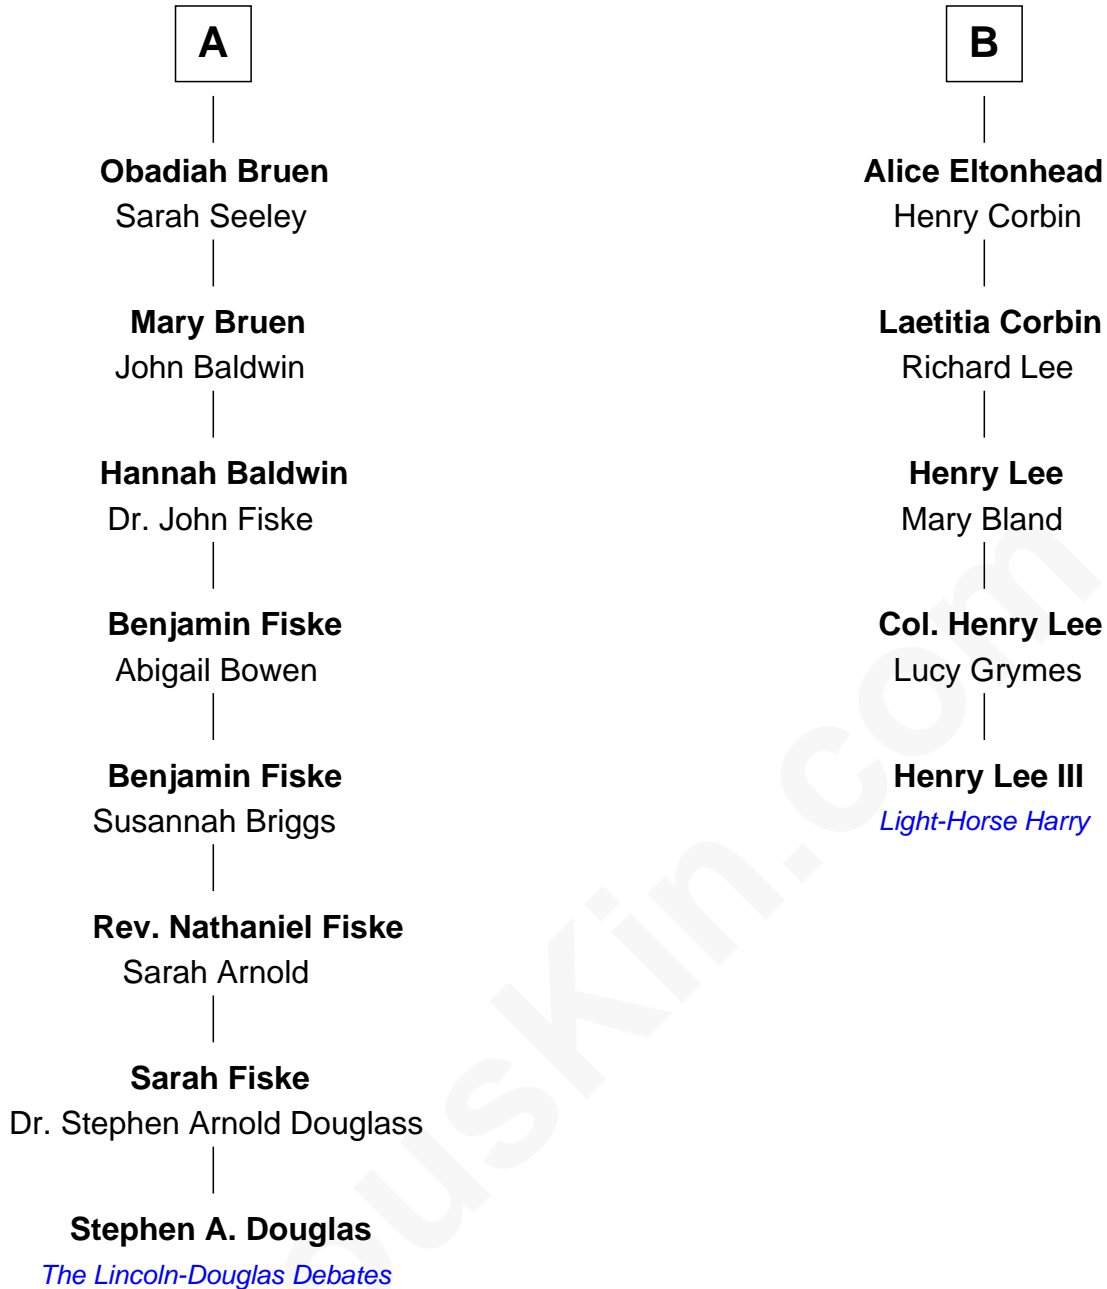 A
Obadiah Bruen
Sarah Seeley
Mary Bruen
John Baldwin
Hannah Baldwin
Dr. John Fiske
Benjamin Fiske
Abigail Bowen
Benjamin Fiske
Susannah Briggs
Rev. Nathaniel Fiske
Sarah Arnold
Sarah Fiske
Dr. Stephen Arnold Douglass
Stephen A. Douglas
The Lincoln-Douglas Debates
B
Alice Eltonhead
Henry Corbin
Laetitia Corbin
Richard Lee
Henry Lee
Mary Bland
Col. Henry Lee
Lucy Grymes
Henry Lee III
Light-Horse Harry
ousKin.com